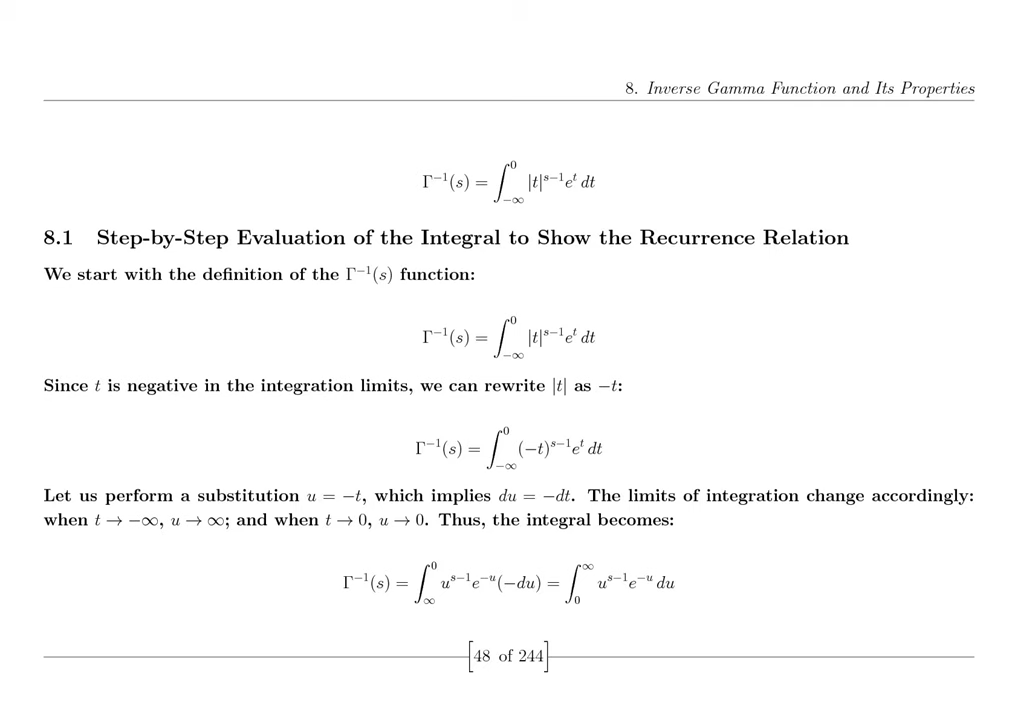 8. Inverse Gamma Function and Its Properties
Γ⁻¹(s) = ∫_{−∞}^{0} |t|^{s−1} e^{t} dt
8.1 Step-by-Step Evaluation of the Integral to Show the Recurrence Relation
We start with the definition of the Γ⁻¹(s) function:
Γ⁻¹(s) = ∫_{−∞}^{0} |t|^{s−1} e^{t} dt
Since t is negative in the integration limits, we can rewrite |t| as −t:
Γ⁻¹(s) = ∫_{−∞}^{0} (−t)^{s−1} e^{t} dt
Let us perform a substitution u = −t, which implies du = −dt. The limits of integration change accordingly:
when t → −∞, u → ∞; and when t → 0, u → 0. Thus, the integral becomes:
Γ⁻¹(s) = ∫_{∞}^{0} u^{s−1} e^{−u} (−du) = ∫_{0}^{∞} u^{s−1} e^{−u} du
[48 of 244]